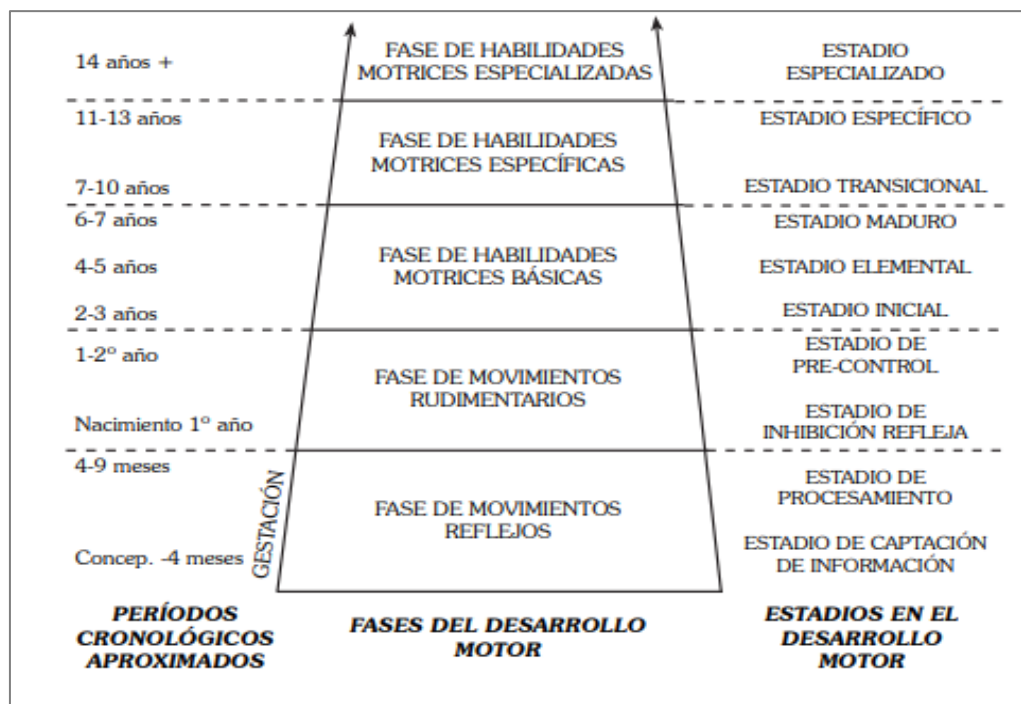 14 años +
FASE DE HABILIDADES
MOTRICES ESPECIALIZADAS
ESTADIO
ESPECIALIZADO
11-13 años
FASE DE HABILIDADES
MOTRICES ESPECÍFICAS
ESTADIO ESPECÍFICO
7-10 años
ESTADIO TRANSICIONAL
6-7 años
ESTADIO MADURO
4-5 años
FASE DE HABILIDADES
MOTRICES BÁSICAS
ESTADIO ELEMENTAL
2-3 años
ESTADIO INICIAL
1-2º año
ESTADIO DE
PRE-CONTROL
FASE DE MOVIMIENTOS
RUDIMENTARIOS
Nacimiento 1º año
ESTADIO DE
INHIBICIÓN REFLEJA
4-9 meses
ESTADIO DE
PROCESAMIENTO
FASE DE MOVIMIENTOS
REFLEJOS
GESTACIÓN
Concep. -4 meses
ESTADIO DE CAPTACIÓN
DE INFORMACIÓN
PERÍODOS
CRONOLÓGICOS
APROXIMADOS
FASES DEL DESARROLLO
MOTOR
ESTADIOS EN EL
DESARROLLO
MOTOR